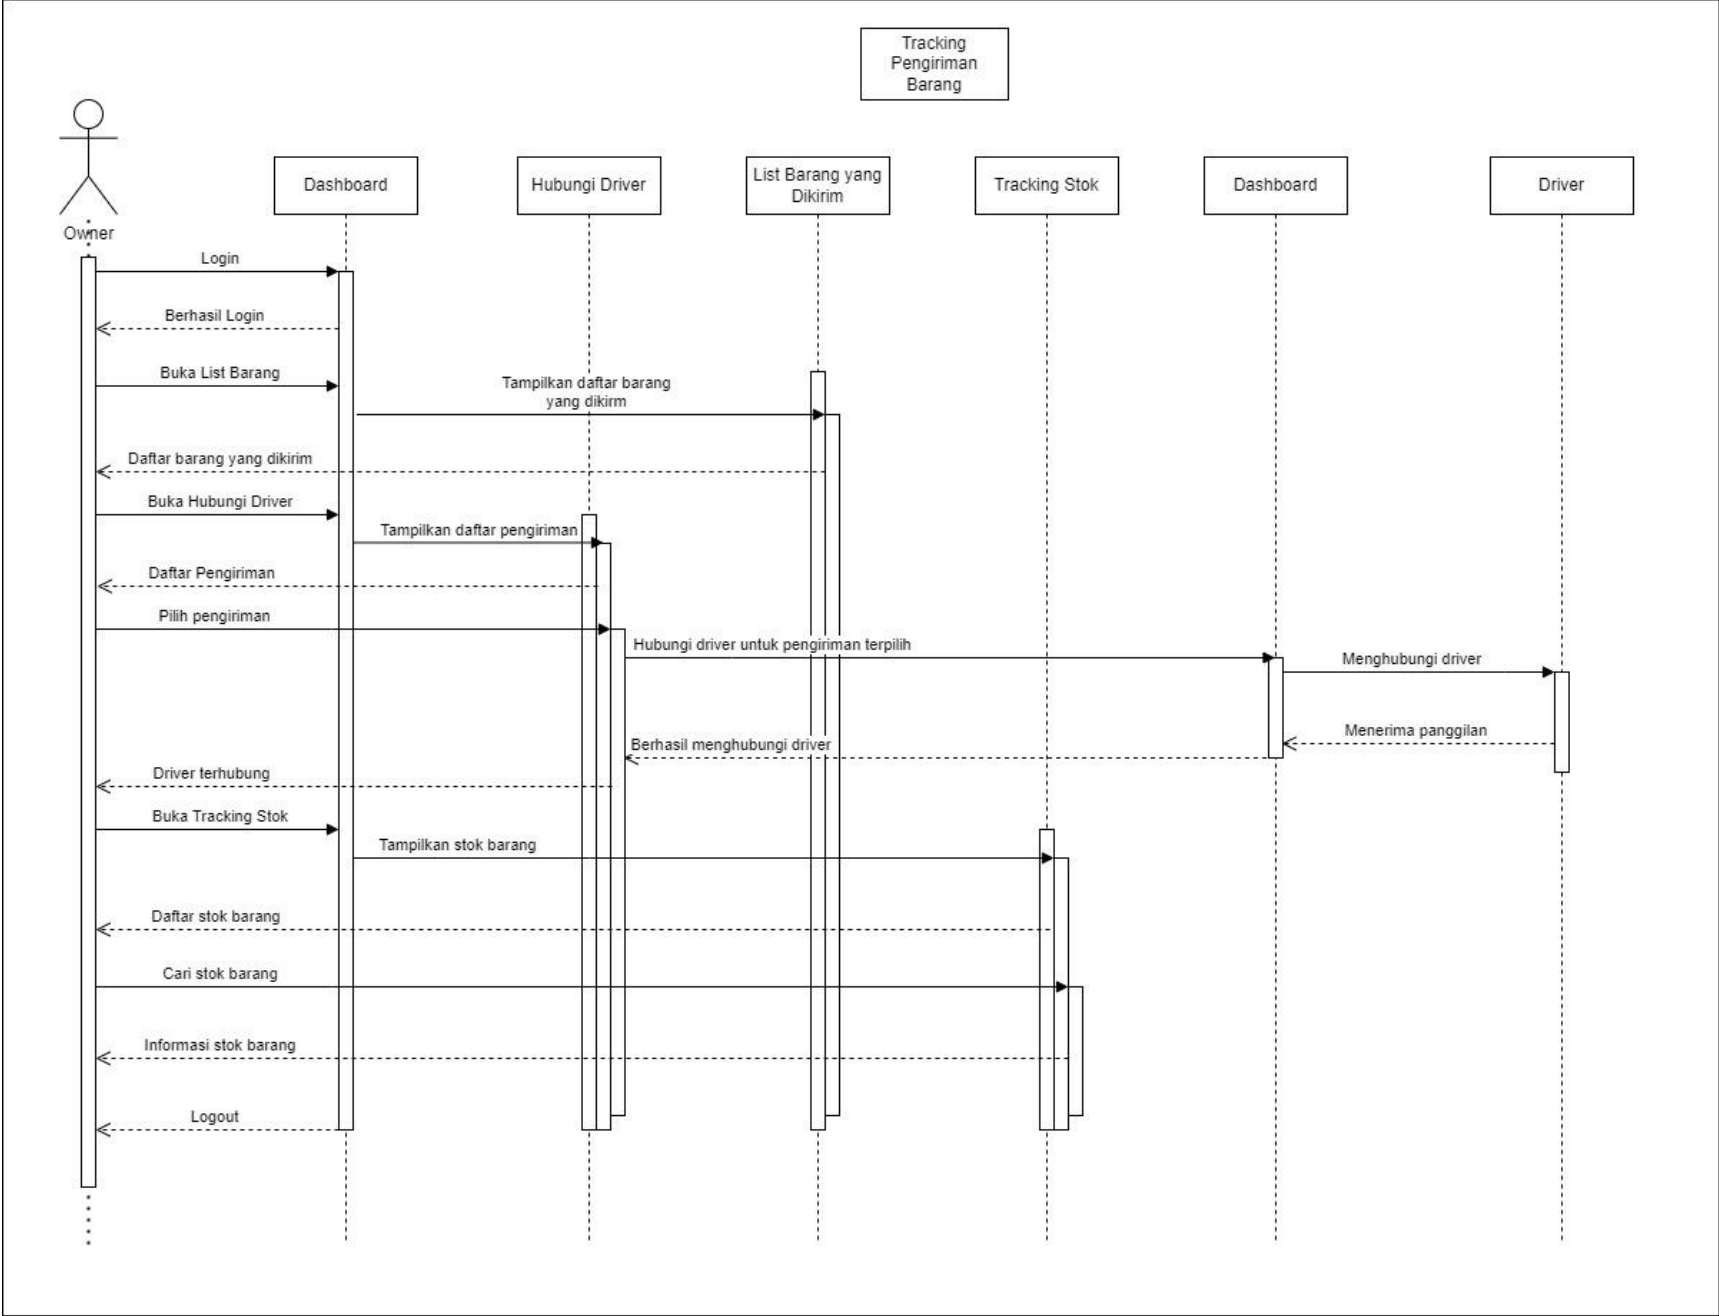 Tracking
Pengiriman
Barang
Owner
Dashboard
Hubungi Driver
List Barang yang
Dikirim
Tracking Stok
Dashboard
Driver
Login
Berhasil Login
Buka List Barang
Tampilkan daftar barang
yang dikirm
Daftar barang yang dikirim
Buka Hubungi Driver
Tampilkan daftar pengiriman
Daftar Pengiriman
Pilih pengiriman
Hubungi driver untuk pengiriman terpilih
Menghubungi driver
Menerima panggilan
Berhasil menghubungi driver
Driver terhubung
Buka Tracking Stok
Tampilkan stok barang
Daftar stok barang
Cari stok barang
Informasi stok barang
Logout